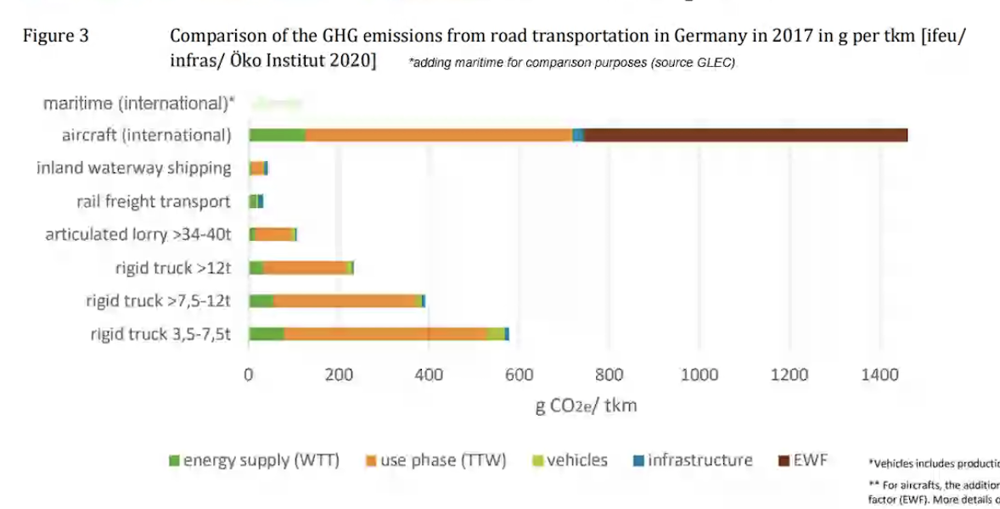 Figure 3 Comparison of the GHG emissions from road transportation in Germany in 2017 in g per tkm [ifeu/
infras/ Öko Institut 2020] *adding maritime for comparison purposes (source GLEC)
maritime (international)*
aircraft (international)
inland waterway shipping
rail freight transport
articulated lorry >34-40t
rigid truck >12t
rigid truck >7,5-12t
rigid truck 3,5-7,5t
0 200 400 600 800 1000 1200 1400
g CO2e/ tkm
energy supply (WTT) use phase (TTW) vehicles infrastructure EWF
*Vehicles includes
** For aircrafts, the
factor (EWF). More details